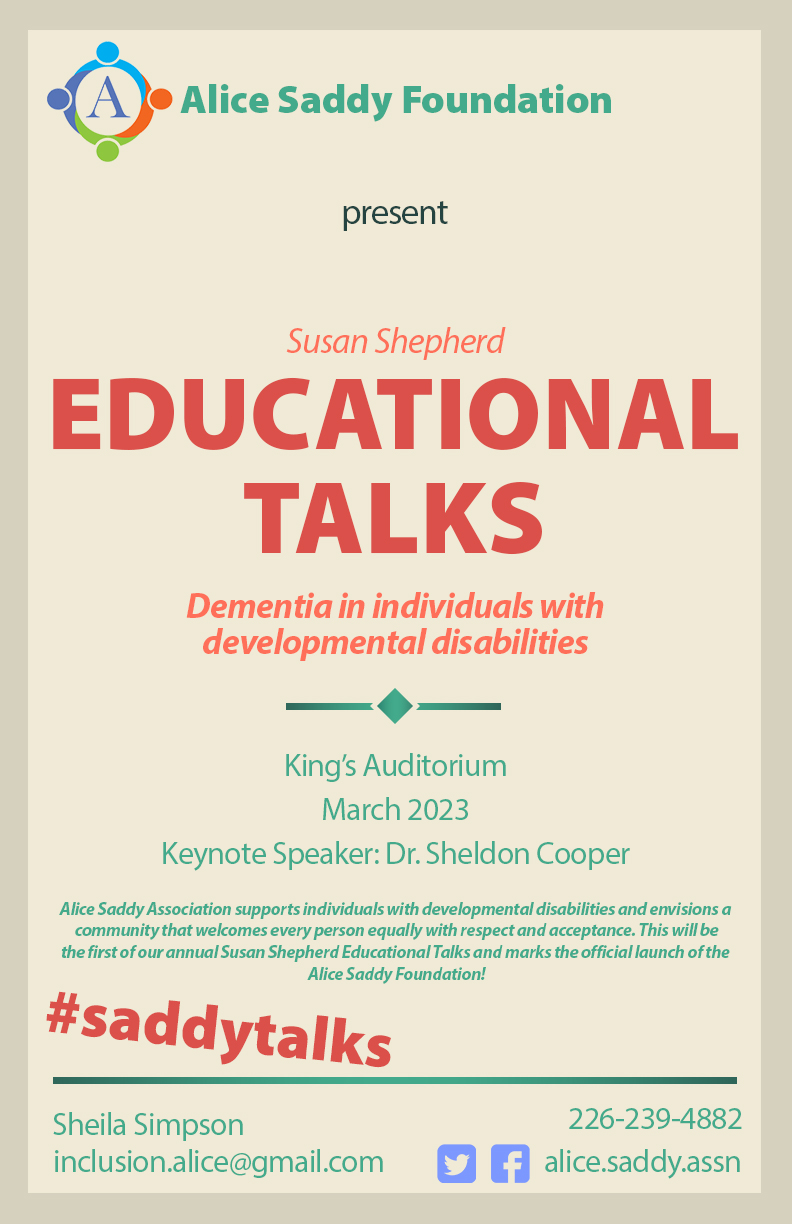 A
Alice Saddy Foundation
present
Susan Shepherd
EDUCATIONAL
TALKS
Dementia in individuals with
developmental disabilities
King's Auditorium
March 2023
Keynote Speaker: Dr. Sheldon Cooper
Alice Saddy Association supports individuals with developmental disabilities and envisions a
community that welcomes every person equally with respect and acceptance. This will be
the first of our annual Susan Shepherd Educational Talks and marks the official launch of the
Alice Saddy Foundation!
#saddytalks
Sheila Simpson
inclusion.alice@gmail.com
226-239-4882
alice.saddy.assn